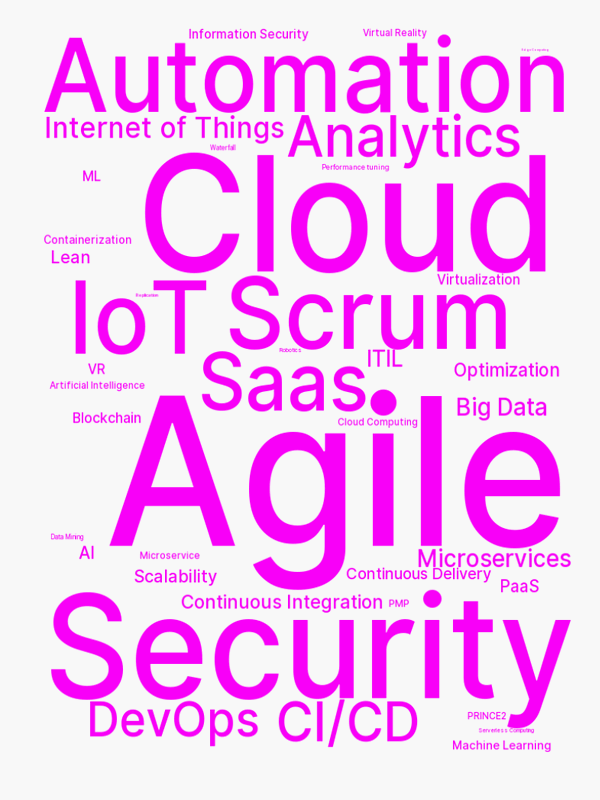 Information Security
Virtual Reality
Automation
Internet of Things
Analytics
Waterfall
Performance tuning
ML
Cloud
Containerization
Lean
Virtualization
IoT
Replication
Scrum
Robotics
ITIL
Saas
VR
Optimization
Artificial Intelligence
Big Data
Blockchain
Cloud Computing
Agile
Data Mining
AI
Microservice
Microservices
Scalability
Continuous Delivery
PaaS
Continuous Integration
PMP
Security
DevOps
CI/CD
PRINCE2
Serverless Computing
Machine Learning